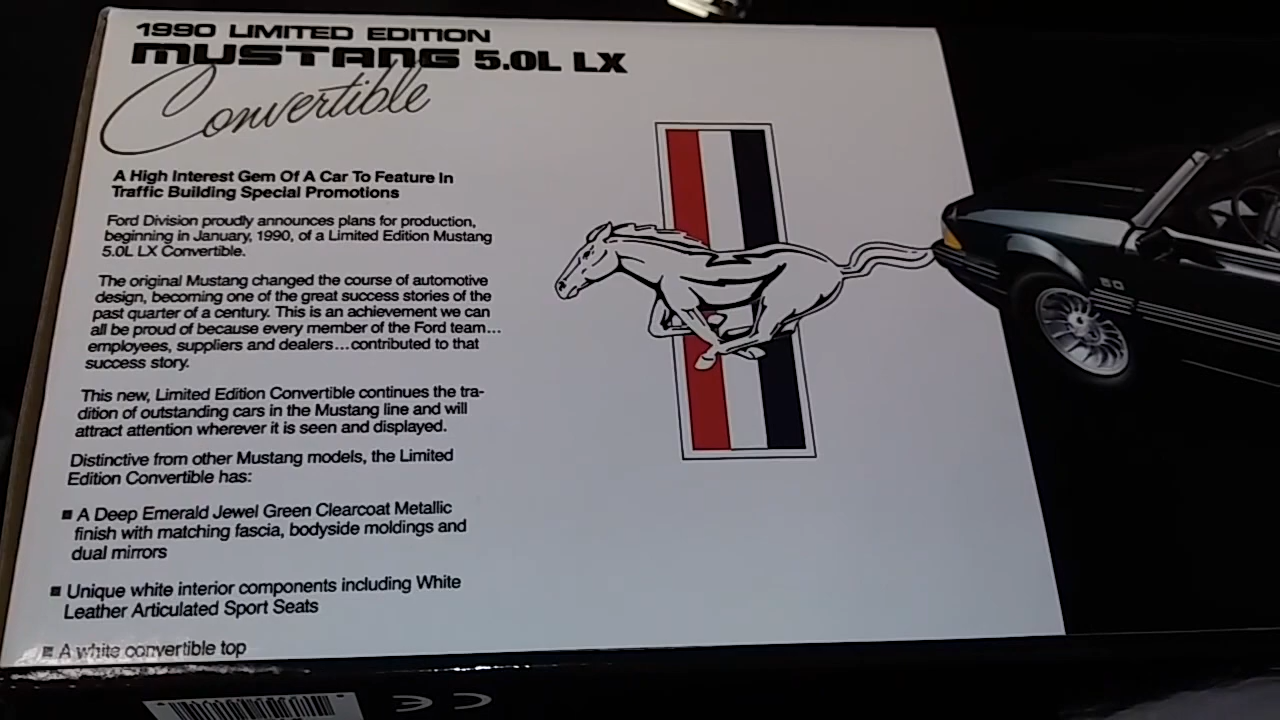 1990 LIMITED EDITION
MUSTANG 5.0L LX
Convertible
A High Interest Gem Of A Car To Feature In
Traffic Building Special Promotions
Ford Division proudly announces plans for production,
beginning in January, 1990, of a Limited Edition Mustang
5.0L LX Convertible.
The original Mustang changed the course of automotive
design, becoming one of the great success stories of the
past quarter of a century. This is an achievement we can
all be proud of because every member of the Ford team...
employees, suppliers and dealers...contributed to that
success story.
This new, Limited Edition Convertible continues the tra-
dition of outstanding cars in the Mustang line and will
attract attention wherever it is seen and displayed.
Distinctive from other Mustang models, the Limited
Edition Convertible has:
■ A Deep Emerald Jewel Green Clearcoat Metallic
finish with matching fascia, bodyside moldings and
dual mirrors
■ Unique white interior components including White
Leather Articulated Sport Seats
■ A white convertible top
5.0
CE